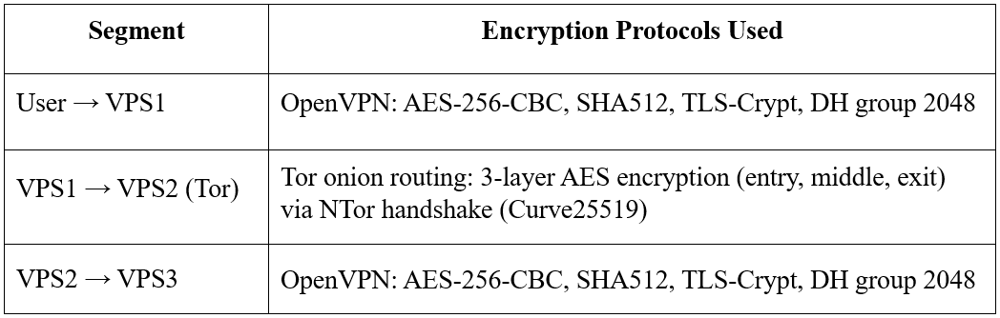 Segment
Encryption Protocols Used
User → VPS1
OpenVPN: AES-256-CBC, SHA512, TLS-Crypt, DH group 2048
VPS1 → VPS2 (Tor)
Tor onion routing: 3-layer AES encryption (entry, middle, exit)
via NTor handshake (Curve25519)
VPS2 → VPS3
OpenVPN: AES-256-CBC, SHA512, TLS-Crypt, DH group 2048